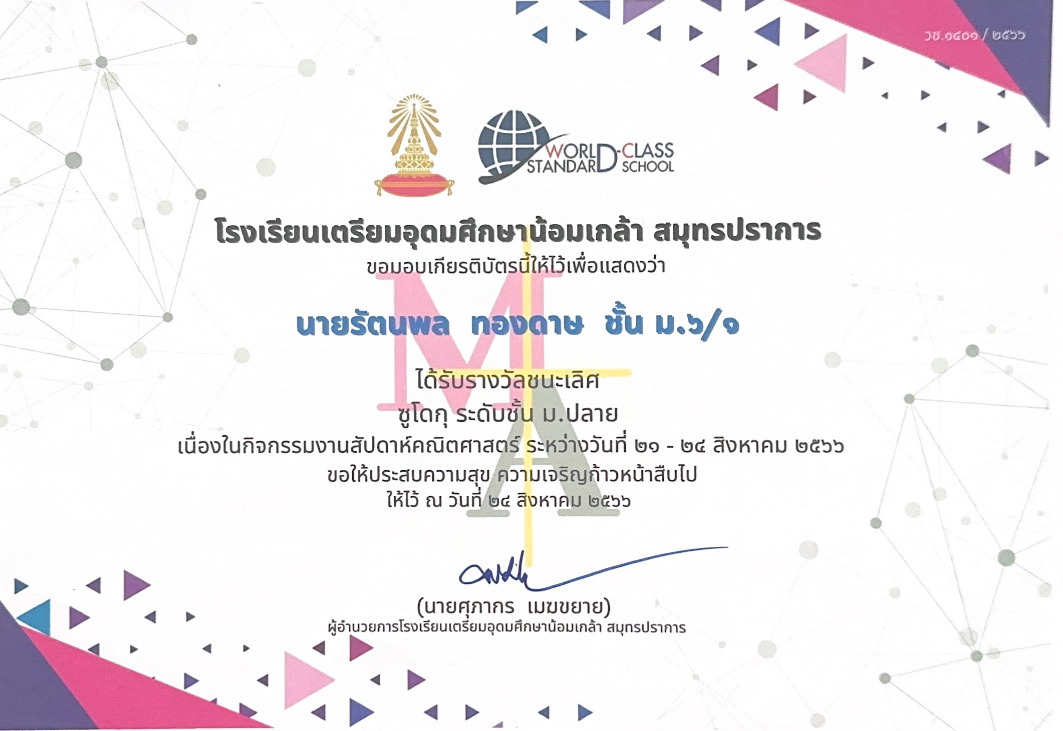 วช.๑๔๐๑ / ๒๕๖๖
WORLD-CLASS
STANDARD SCHOOL
โรงเรียนเตรียมอุดมศึกษาน้อมเกล้า สมุทรปราการ
ขอมอบเกียรติบัตรนี้ให้ไว้เพื่อแสดงว่า
นายรัตนพล ทองดาษ ชั้น ม.๖/๑
MA
ได้รับรางวัลชนะเลิศ
ซูโดกุ ระดับชั้น ม.ปลาย
เนื่องในกิจกรรมงานสัปดาห์คณิตศาสตร์ ระหว่างวันที่ ๒๑ - ๒๔ สิงหาคม ๒๕๖๖
ขอให้ประสบความสุข ความเจริญก้าวหน้าสืบไป
ให้ไว้ ณ วันที่ ๒๔ สิงหาคม ๒๕๖๖
(นายศุภากร เมฆขยาย)
ผู้อำนวยการโรงเรียนเตรียมอุดมศึกษาน้อมเกล้า สมุทรปราการ